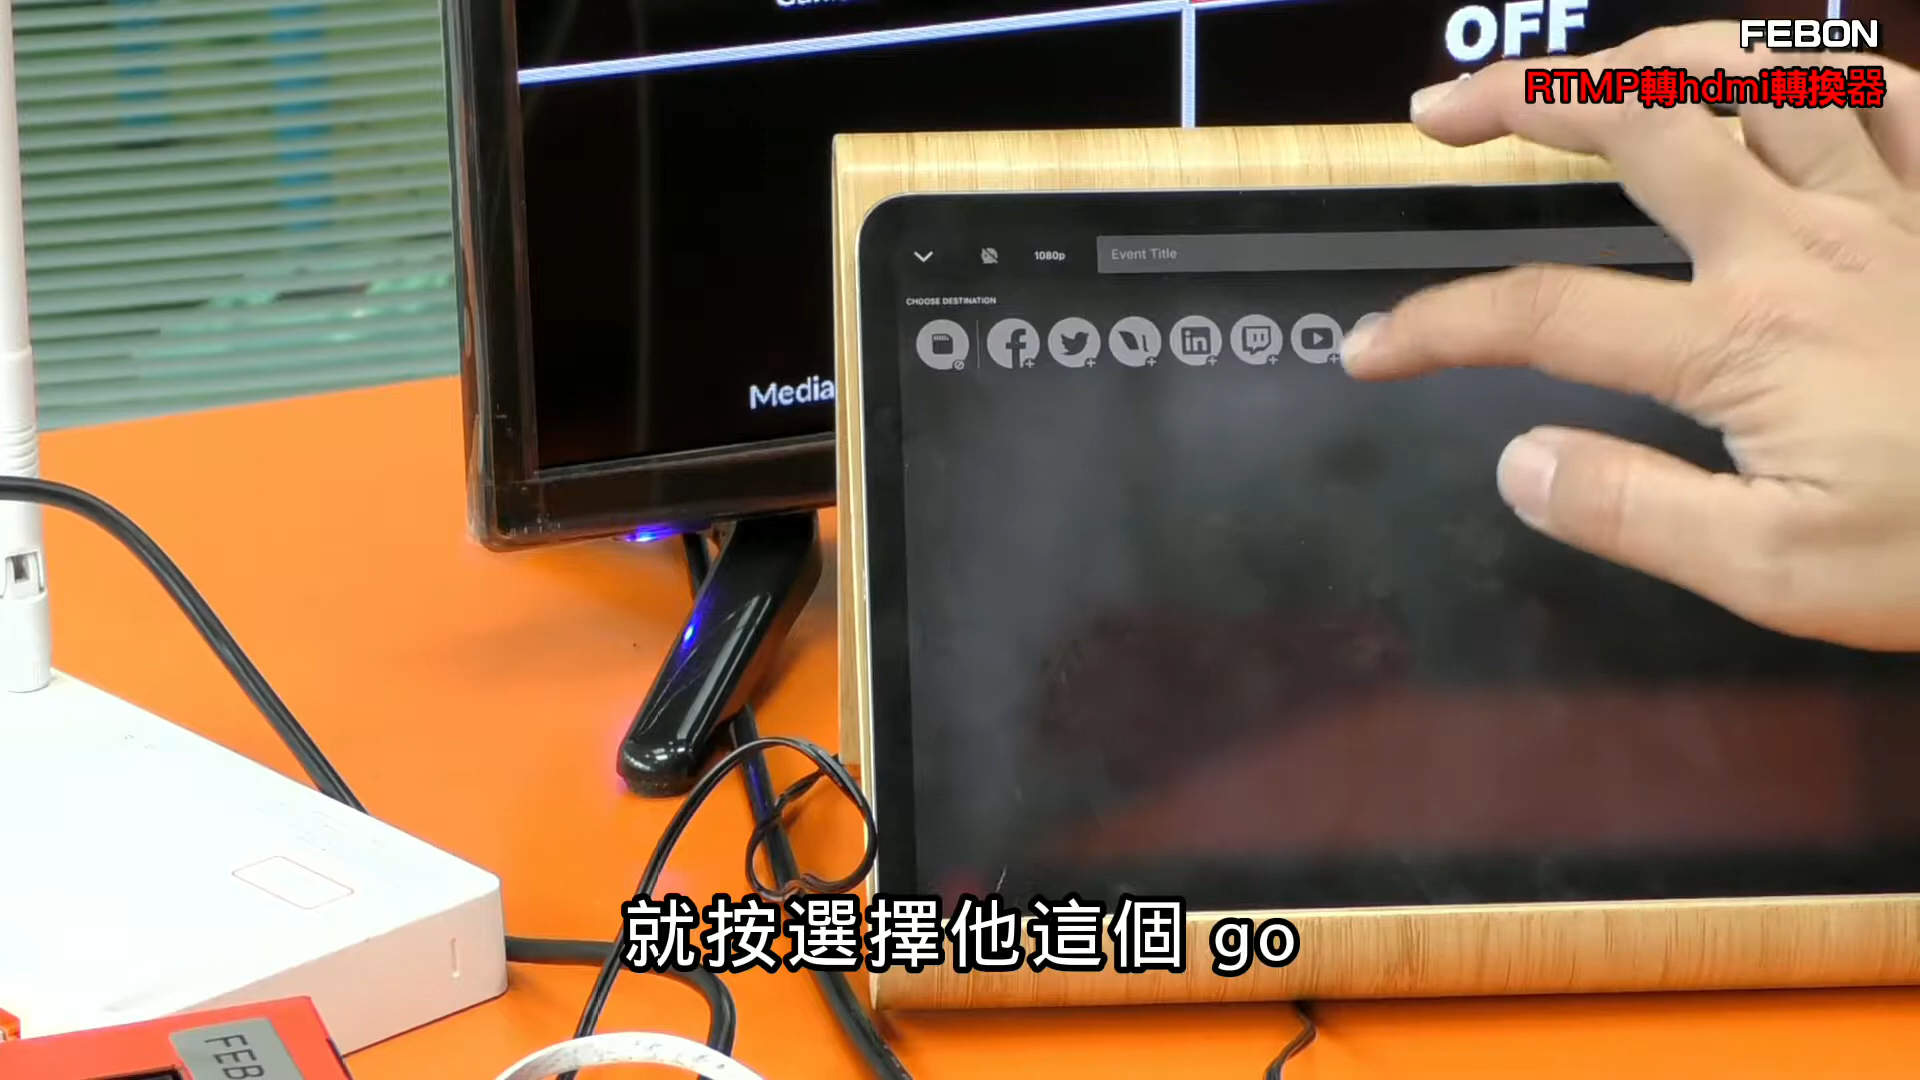 OFF
FEBON
RTMP轉hdmi轉換器
1080p
Event Title
CHOOSE DESTINATION
Media
就按選擇他這個 go
FEB